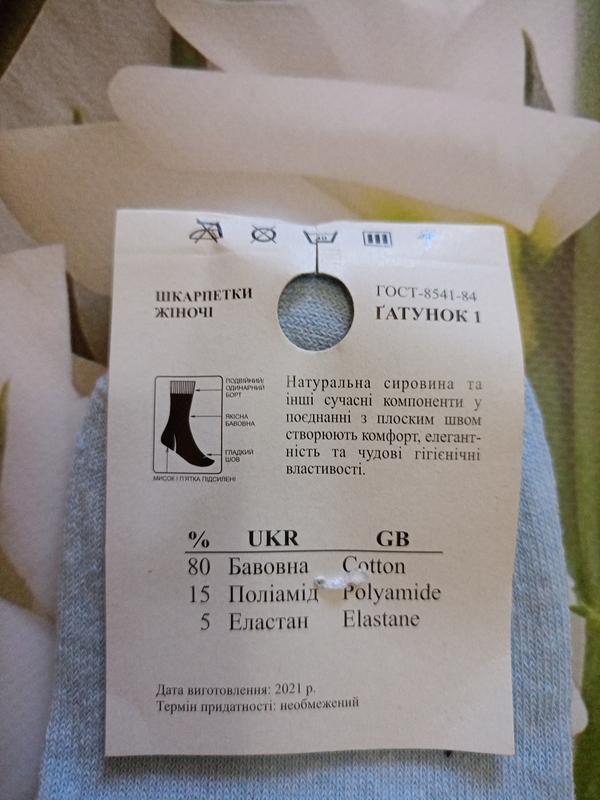 ШКАРПЕТКИ
ЖІНОЧІ
ГОСТ-8541-84
ҐАТУНОК 1
ПОДВІЙНИЙ/
ОДИНАРНИЙ
БОРТ
ЯКІСНА
БАВОВНА
ГЛАДКИЙ
ШОВ
МИСОК І П'ЯТКА ПІДСИЛЕНІ
Натуральна сировина та
інші сучасні компоненти у
поєднанні з плоским швом
створюють комфорт, елегант-
ність та чудові гігієнічні
властивості.
% UKR GB
80 Бавовна Cotton
15 Поліамід Polyamide
5 Еластан Elastane
Дата виготовлення: 2021 р.
Термін придатності: необмежений